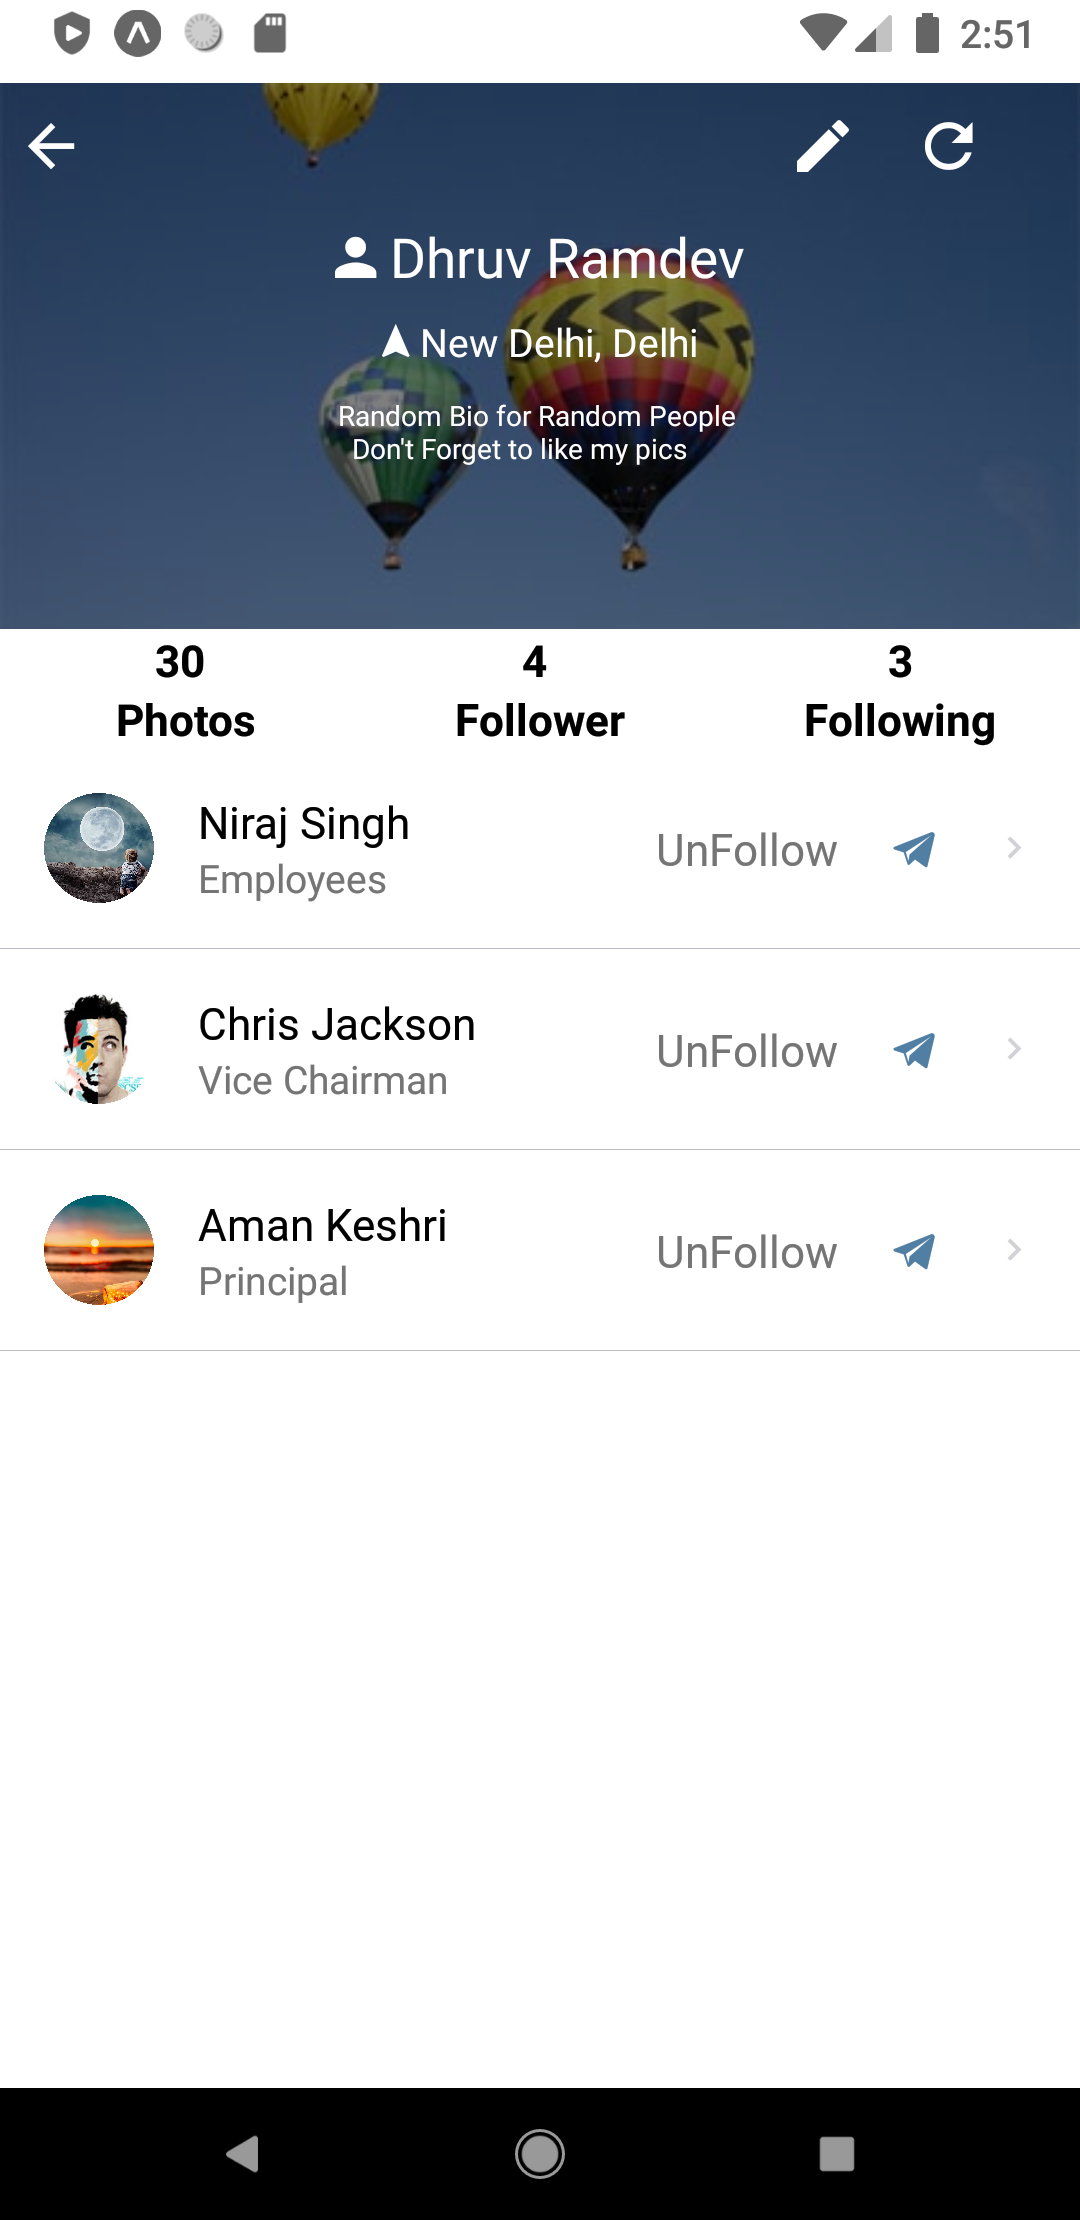 2:51
Dhruv Ramdev
New Delhi, Delhi
Random Bio for Random People
Don't Forget to like my pics
30 4 3
Photos Follower Following
Niraj Singh
Employees
UnFollow
Chris Jackson
Vice Chairman
UnFollow
Aman Keshri
Principal
UnFollow